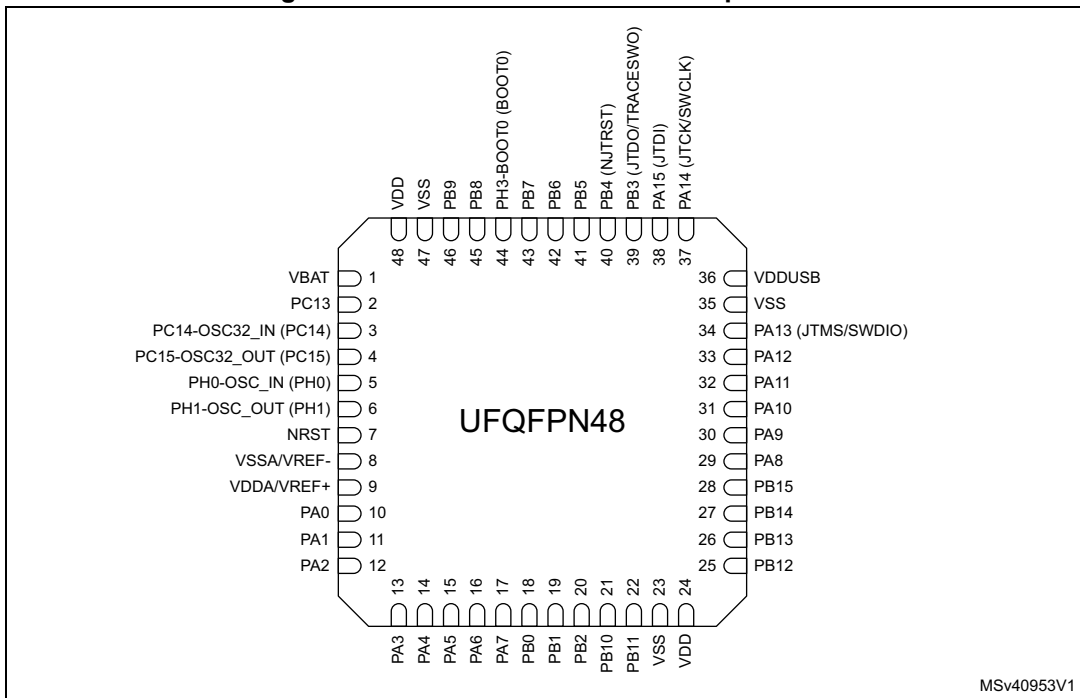 VDD
VSS
PB9
PB8
PH3-BOOT0 (BOOT0)
PB7
PB6
PB5
PB4 (NJTRST)
PB3 (JTDO/TRACESWO)
PA15 (JTDI)
PA14 (JTCK/SWCLK)
48
47
46
45
44
43
42
41
40
39
38
37
VBAT 1
PC13 2
PC14-OSC32_IN (PC14) 3
PC15-OSC32_OUT (PC15) 4
PH0-OSC_IN (PH0) 5
PH1-OSC_OUT (PH1) 6
NRST 7
VSSA/VREF- 8
VDDA/VREF+ 9
PA0 10
PA1 11
PA2 12
UFQFPN48
36 VDDUSB
35 VSS
34 PA13 (JTMS/SWDIO)
33 PA12
32 PA11
31 PA10
30 PA9
29 PA8
28 PB15
27 PB14
26 PB13
25 PB12
13
14
15
16
17
18
19
20
21
22
23
24
PA3
PA4
PA5
PA6
PA7
PB0
PB1
PB2
PB10
PB11
VSS
VDD
MSv40953V1